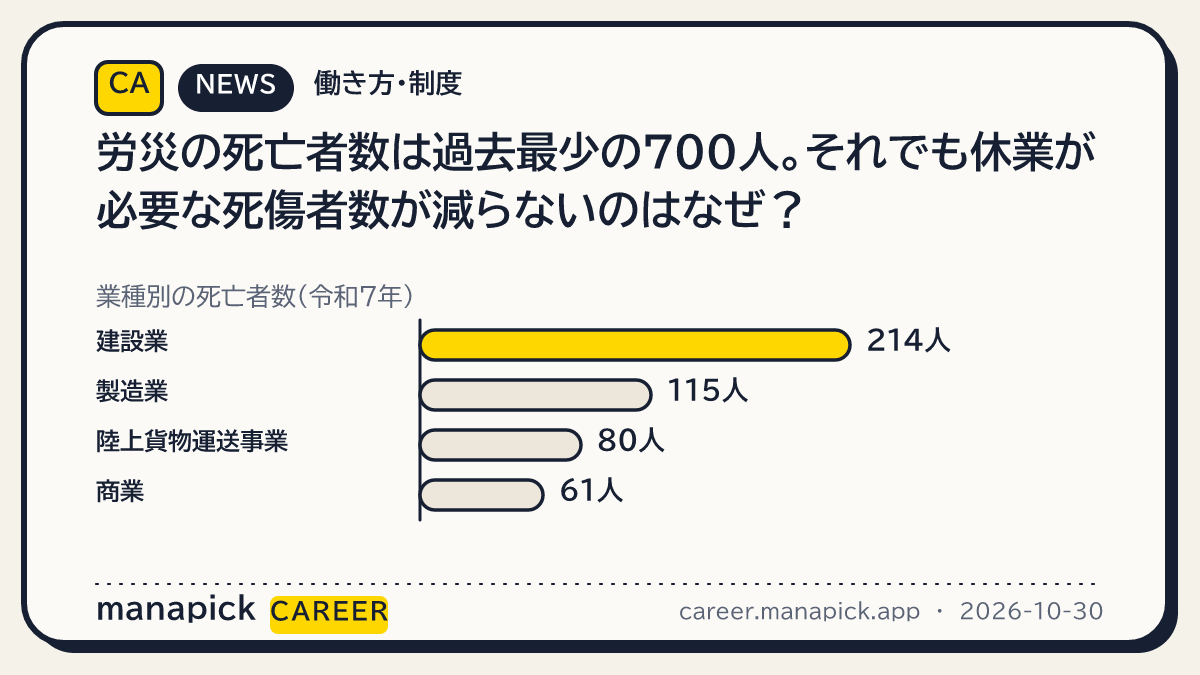 CA NEWS 働き方・制度
労災の死亡者数は過去最少の700人。それでも休業が
必要な死傷者数が減らないのはなぜ？
業種別の死亡者数（令和7年）
建設業 214人
製造業 115人
陸上貨物運送事業 80人
商業 61人
manapick CAREER career.manapick.app ・ 2026-10-30